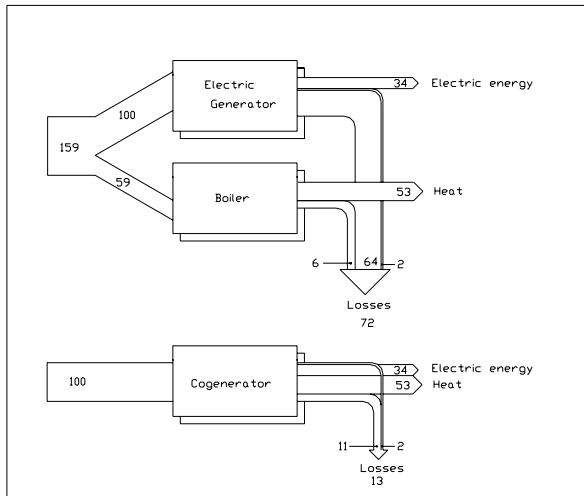 34 Electric energy
Electric
Generator
100
159
59
Boiler
53 Heat
6 64 2
Losses
72
34 Electric energy
53 Heat
100
Cogenerator
11 2
Losses
13